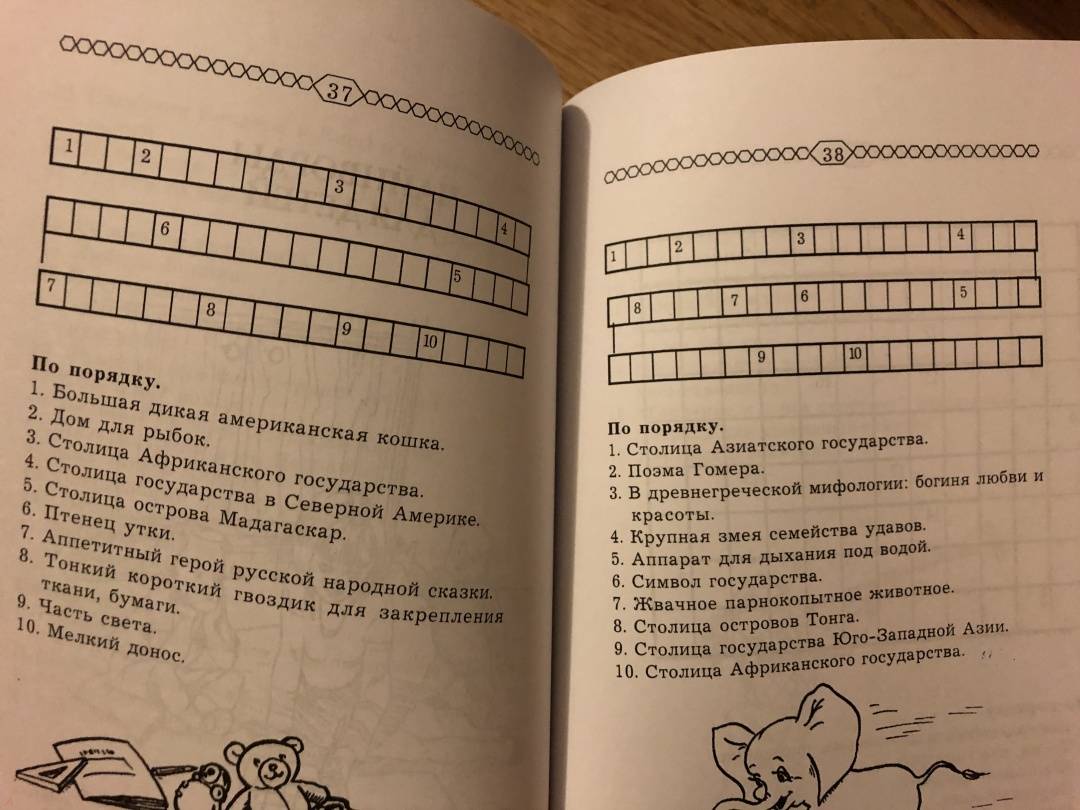 37
1
2
3
4
6
5
7
8
9
10
По порядку.
1. Большая дикая американская кошка.
2. Дом для рыбок.
3. Столица Африканского государства.
4. Столица государства в Северной Америке.
5. Столица острова Мадагаскар.
6. Птенец утки.
7. Аппетитный герой русской народной сказки.
8. Тонкий короткий гвоздик для закрепления
ткани, бумаги.
9. Часть света.
10. Мелкий донос.
38
1
2
3
4
8
7
6
5
9
10
По порядку.
1. Столица Азиатского государства.
2. Поэма Гомера.
3. В древнегреческой мифологии: богиня любви и
красоты.
4. Крупная змея семейства удавов.
5. Аппарат для дыхания под водой.
6. Символ государства.
7. Жвачное парнокопытное животное.
8. Столица островов Тонга.
9. Столица государства Юго-Западной Азии.
10. Столица Африканского государства.